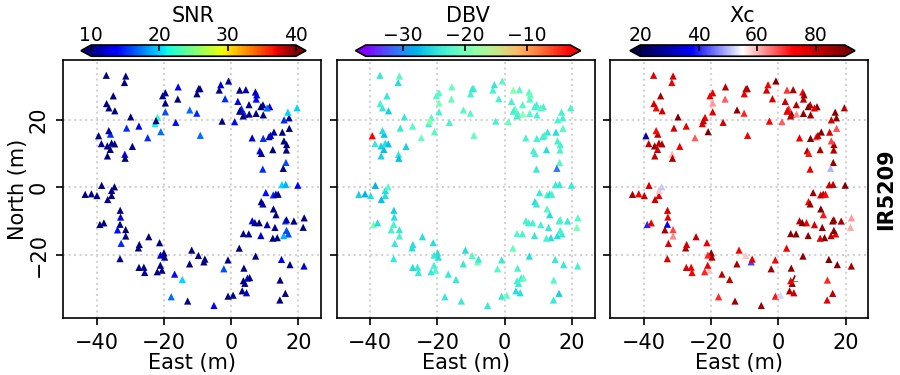 SNR DBV Xc
10 20 30 40 −30 −20 −10 20 40 60 80
20
0
−20
North (m)
−40 −20 0 20 −40 −20 0 20 −40 −20 0 20
East (m) East (m) East (m)
IR5209